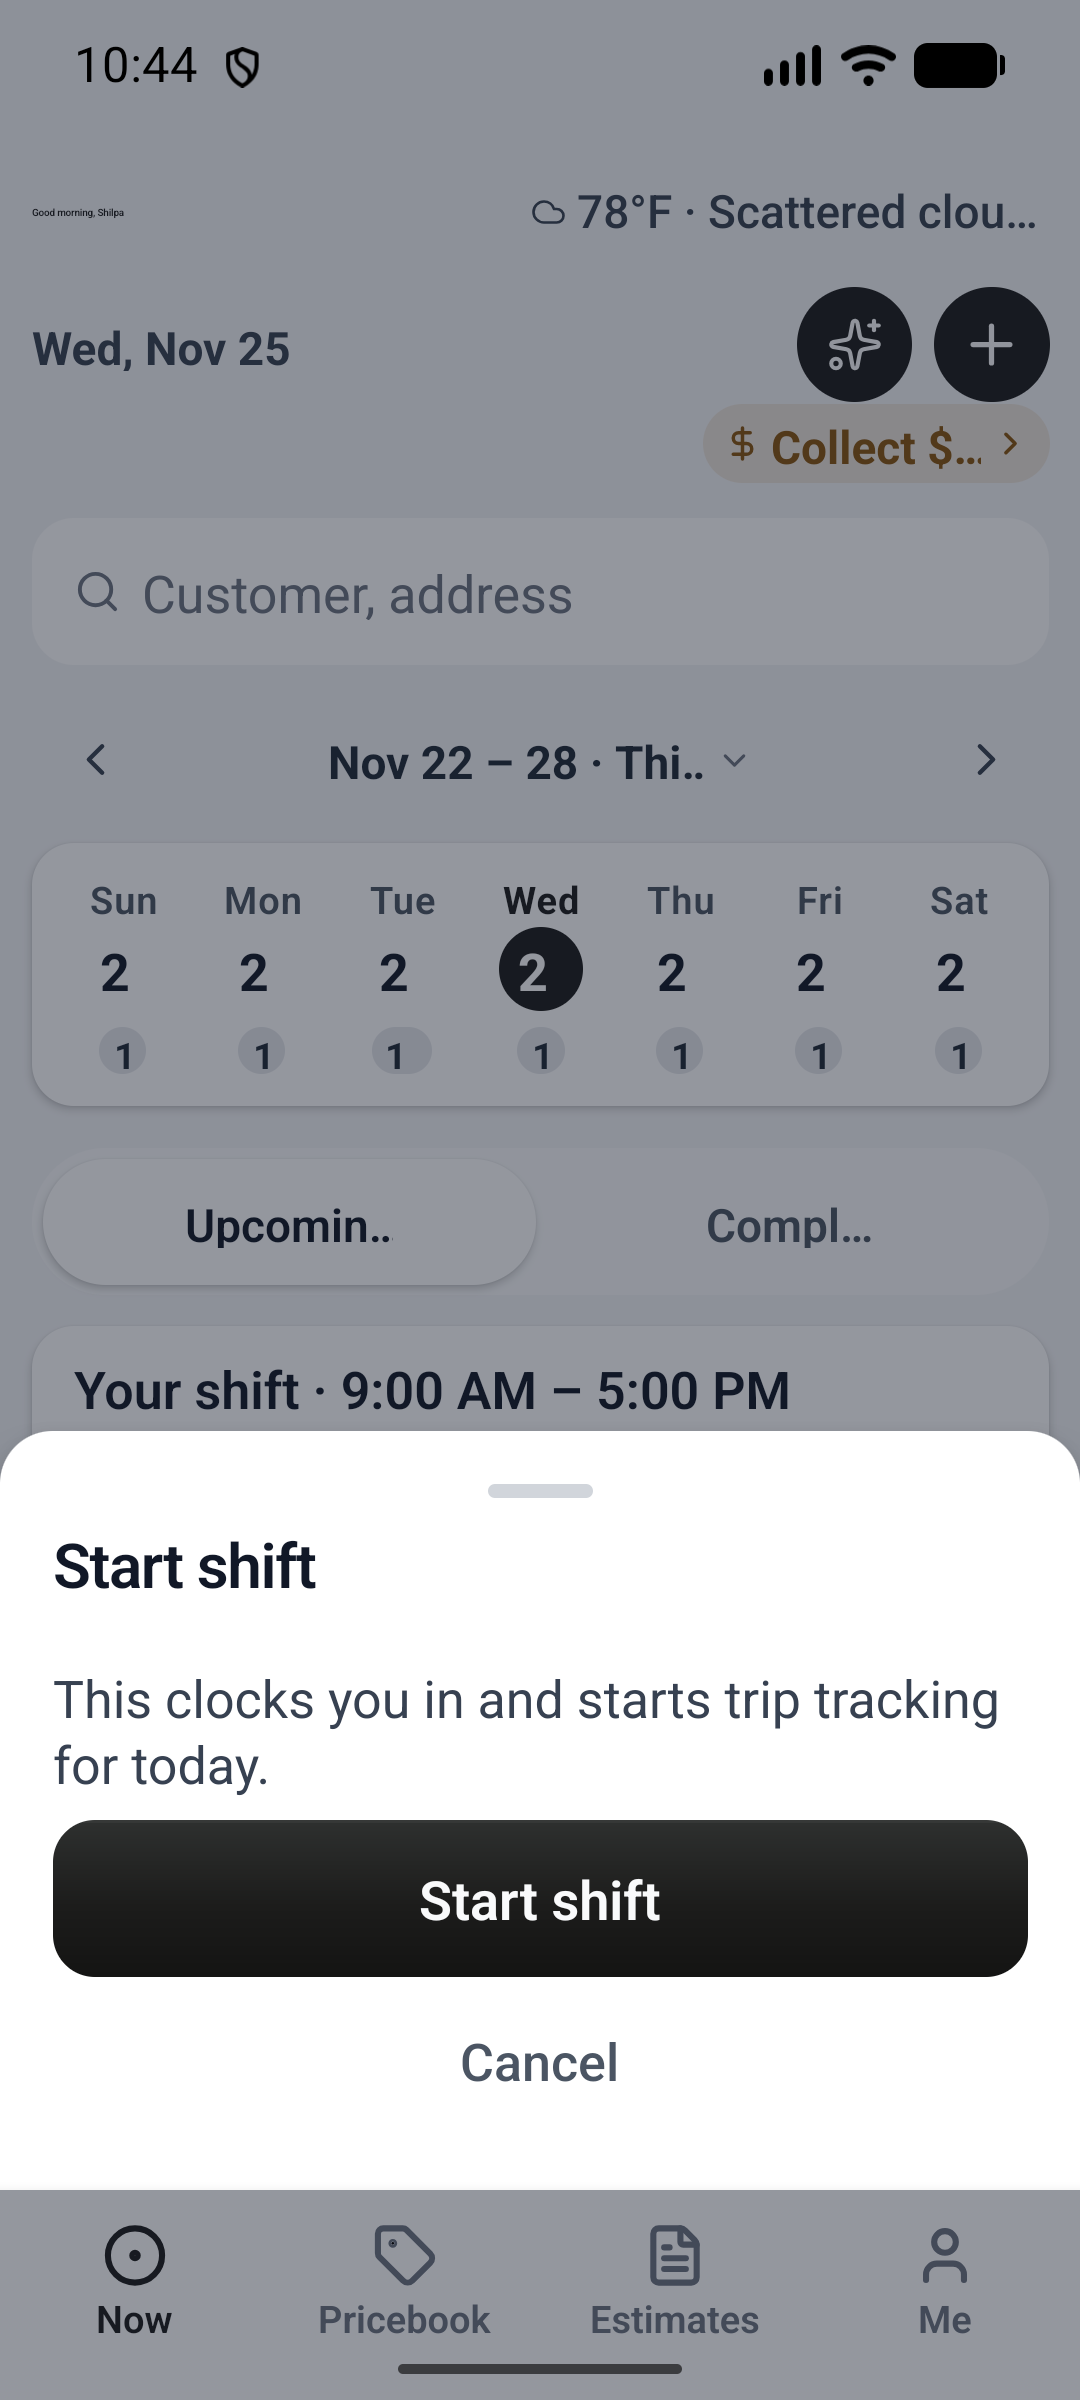 10:44
Good morning, Shilpa
78°F · Scattered clou...
Wed, Nov 25
Collect $...
Customer, address
Nov 22 – 28 · Thi..
Sun Mon Tue Wed Thu Fri Sat
2 2 2 2 2 2 2
1 1 1 1 1 1 1
Upcomin... Compl...
Your shift · 9:00 AM – 5:00 PM
Start shift
This clocks you in and starts trip tracking
for today.
Start shift
Cancel
Now Pricebook Estimates Me